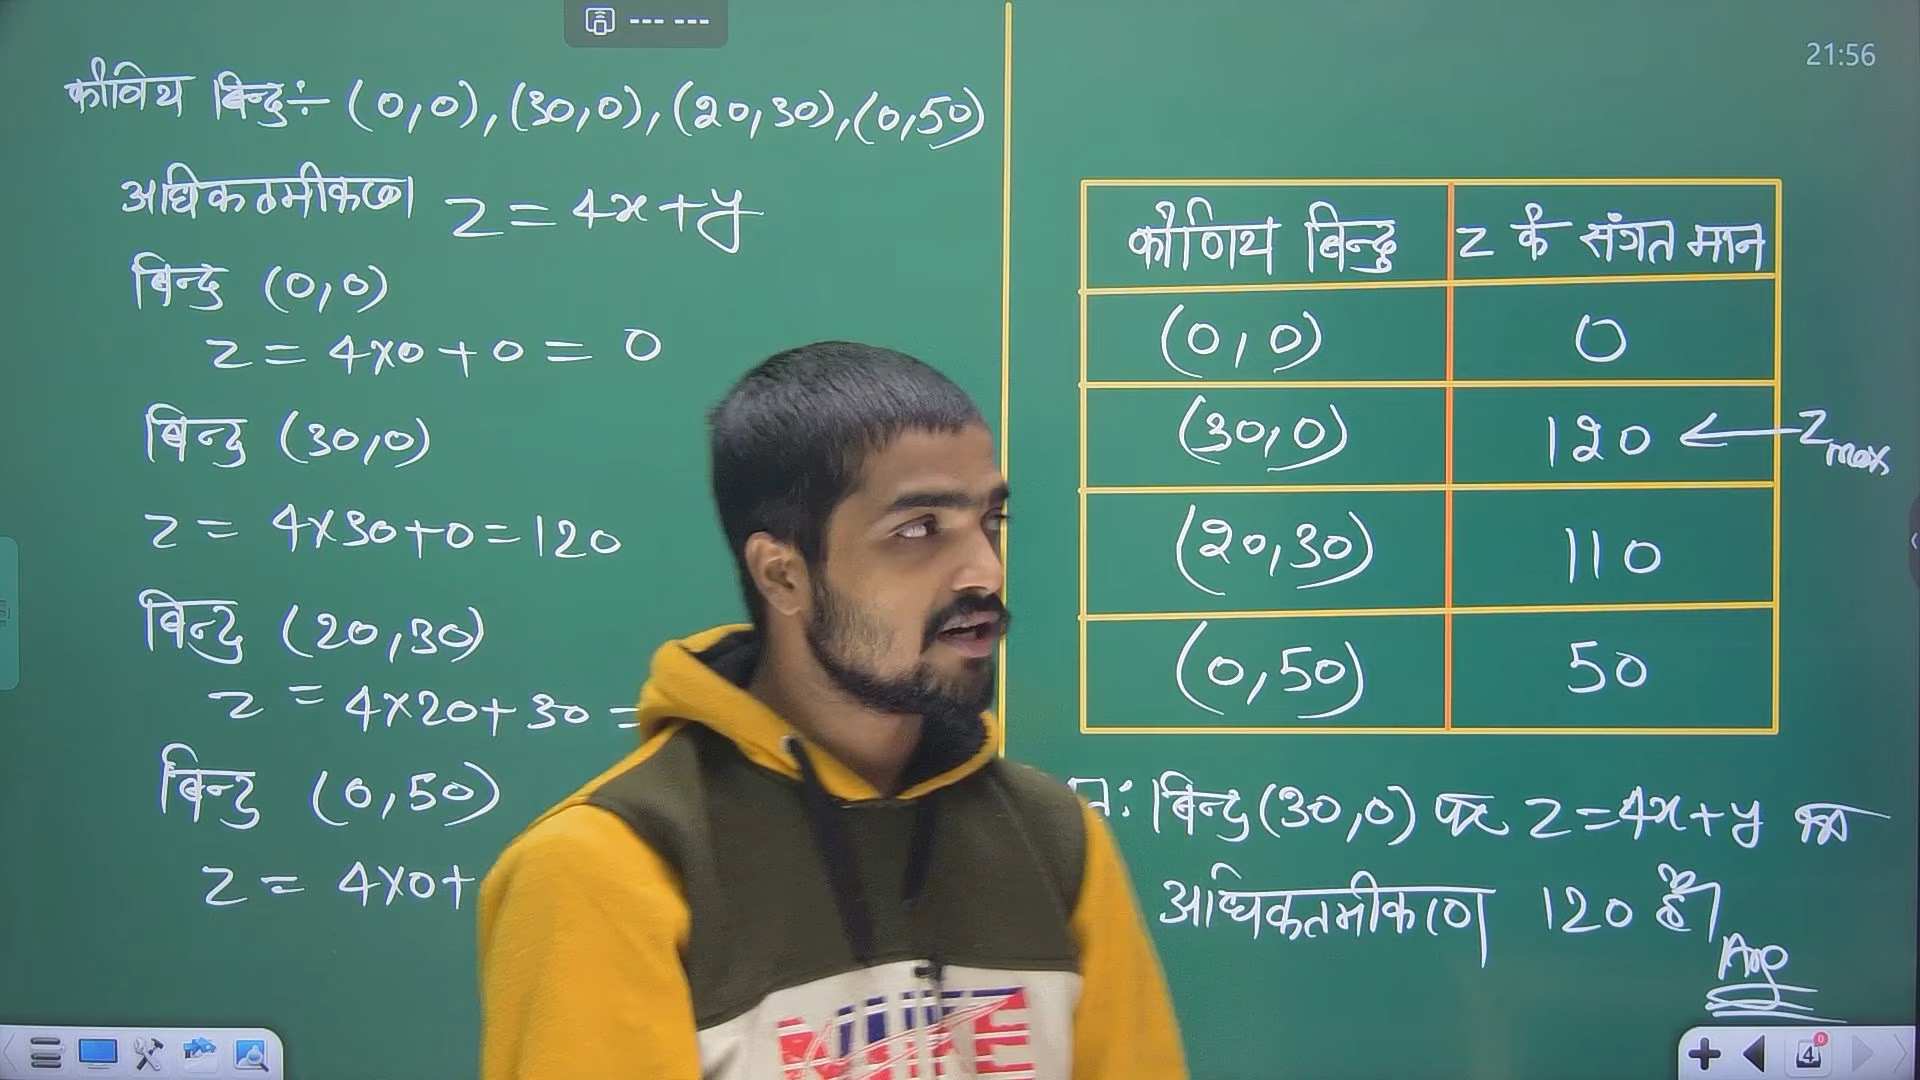 --- ---
21:56
कौनिय बिन्दु÷ (0,0), (30,0), (20,30), (0,50)
अधिकतमीकरण Z = 4x+y
बिन्दु (0,0)
Z = 4×0+0 = 0
बिन्दु (30,0)
Z = 4×30+0=120
बिन्दु (20,30)
Z = 4×20+30 =
बिन्दु (0,50)
Z = 4×0+
कौणिय बिन्दु Z के संगत मान
(0,0) 0
(30,0) 120 ← Zmax
(20,30) 110
(0,50) 50
बिन्दु (30,0) पर Z=4x+y का
अधिकतमीकरण 120 है।
Ans
4
0